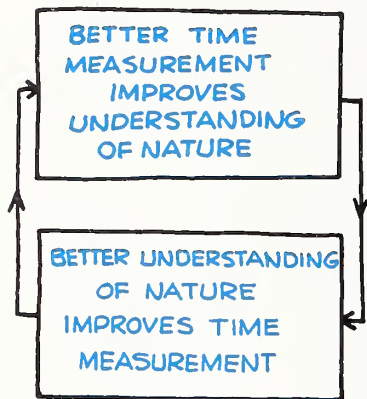 BETTER TIME
MEASUREMENT
IMPROVES
UNDERSTANDING
OF NATURE
BETTER UNDERSTANDING
OF NATURE
IMPROVES TIME
MEASUREMENT